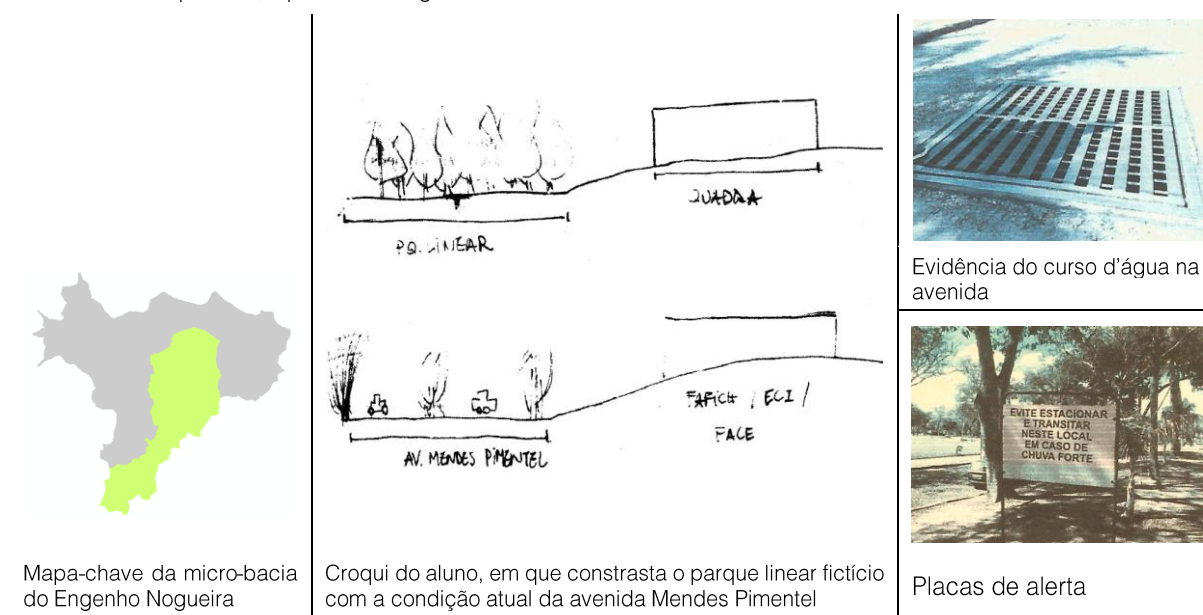 PQ. LINEAR
QUADRA
AV. MENDES PIMENTEL
FAFICH / ECI /
FACE
Mapa-chave da micro-bacia
do Engenho Nogueira
Croqui do aluno, em que constrasta o parque linear fictício
com a condição atual da avenida Mendes Pimentel
Evidência do curso d'água na
avenida
EVITE ESTACIONAR
E TRANSITAR
NESTE LOCAL
EM CASO DE
CHUVA FORTE
Placas de alerta